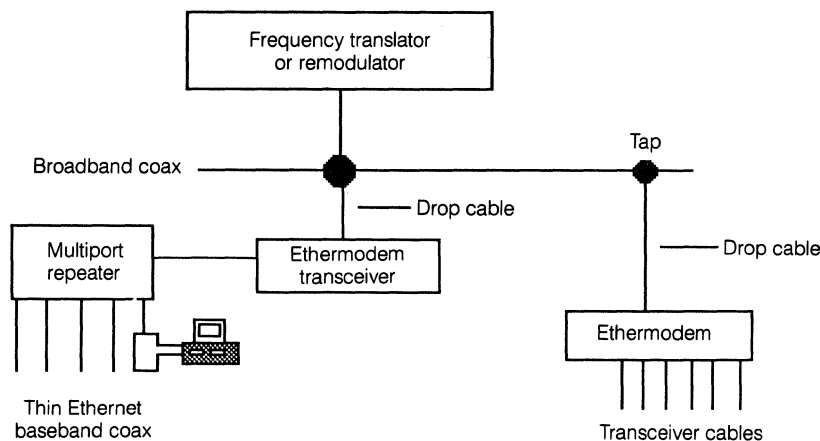 Frequency translator
or remodulator
Tap
Broadband coax
Drop cable
Multiport
repeater
Ethermodem
transceiver
Drop cable
Ethermodem
Thin Ethernet
baseband coax
Transceiver cables